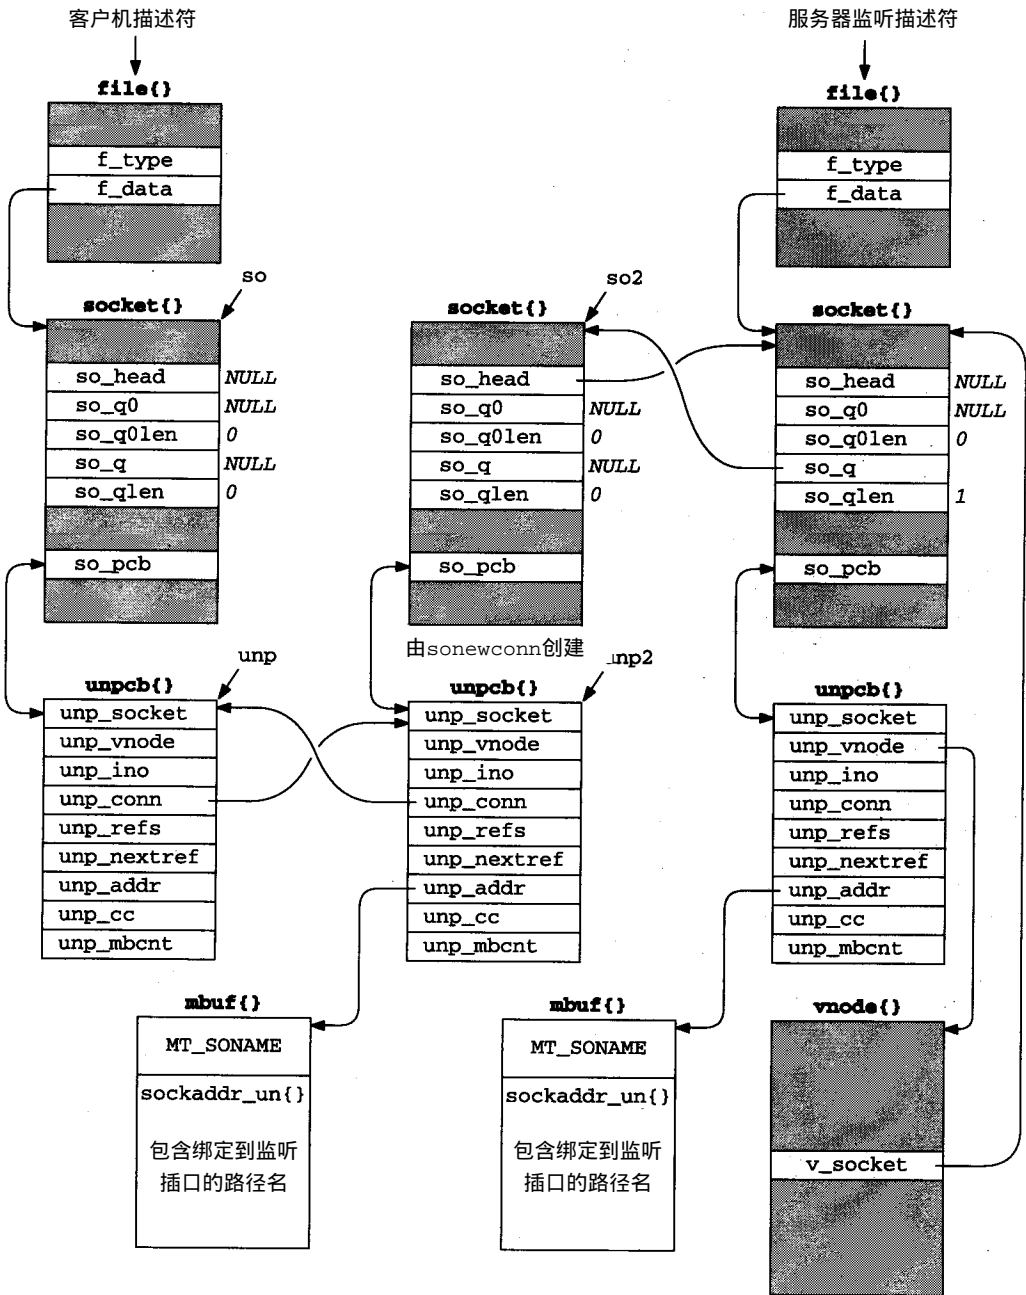 客户机描述符
file{}
f_type
f_data
so
socket{}
so_head NULL
so_q0 NULL
so_q0len 0
so_q NULL
so_qlen 0
so_pcb
unp
unpcb{}
unp_socket
unp_vnode
unp_ino
unp_conn
unp_refs
unp_nextref
unp_addr
unp_cc
unp_mbcnt
so2
socket{}
so_head
so_q0 NULL
so_q0len 0
so_q NULL
so_qlen 0
so_pcb
由sonewconn创建
unp2
unpcb{}
unp_socket
unp_vnode
unp_ino
unp_conn
unp_refs
unp_nextref
unp_addr
unp_cc
unp_mbcnt
mbuf{}
MT_SONAME
sockaddr_un{}
包含绑定到监听
插口的路径名
服务器监听描述符
file{}
f_type
f_data
socket{}
so_head NULL
so_q0 NULL
so_q0len 0
so_q
so_qlen 1
so_pcb
unpcb{}
unp_socket
unp_vnode
unp_ino
unp_conn
unp_refs
unp_nextref
unp_addr
unp_cc
unp_mbcnt
mbuf{}
MT_SONAME
sockaddr_un{}
包含绑定到监听
插口的路径名
vnode{}
v_socket